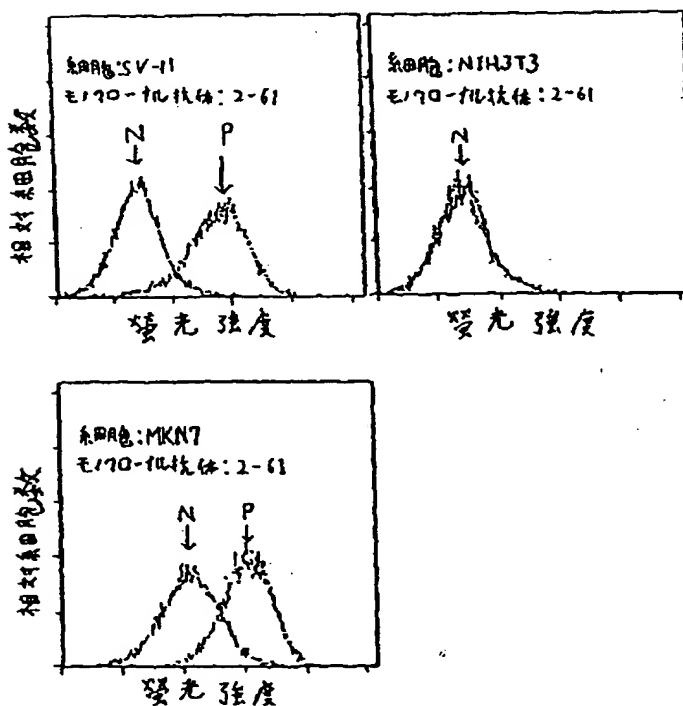 細胞:SV-11
モノクローナル抗体:2-61
N
P
相対細胞数
螢光強度
細胞:NIH3T3
モノクローナル抗体:2-61
N
螢光強度
細胞:MKN7
モノクローナル抗体:2-61
N
P
相対細胞数
螢光強度